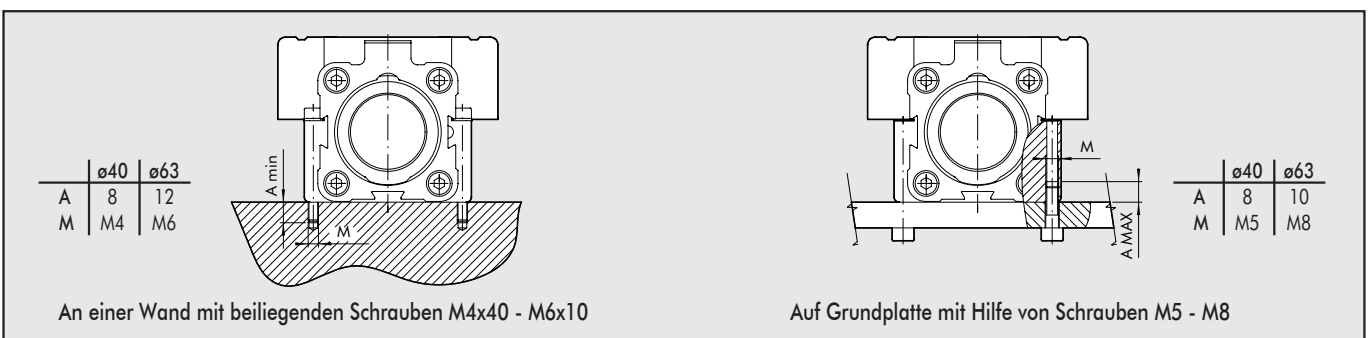 ø40 ø63
A 8 12
M M4 M6
A min
M
An einer Wand mit beiliegenden Schrauben M4x40 - M6x10
M
A MAX
ø40 ø63
A 8 10
M M5 M8
Auf Grundplatte mit Hilfe von Schrauben M5 - M8